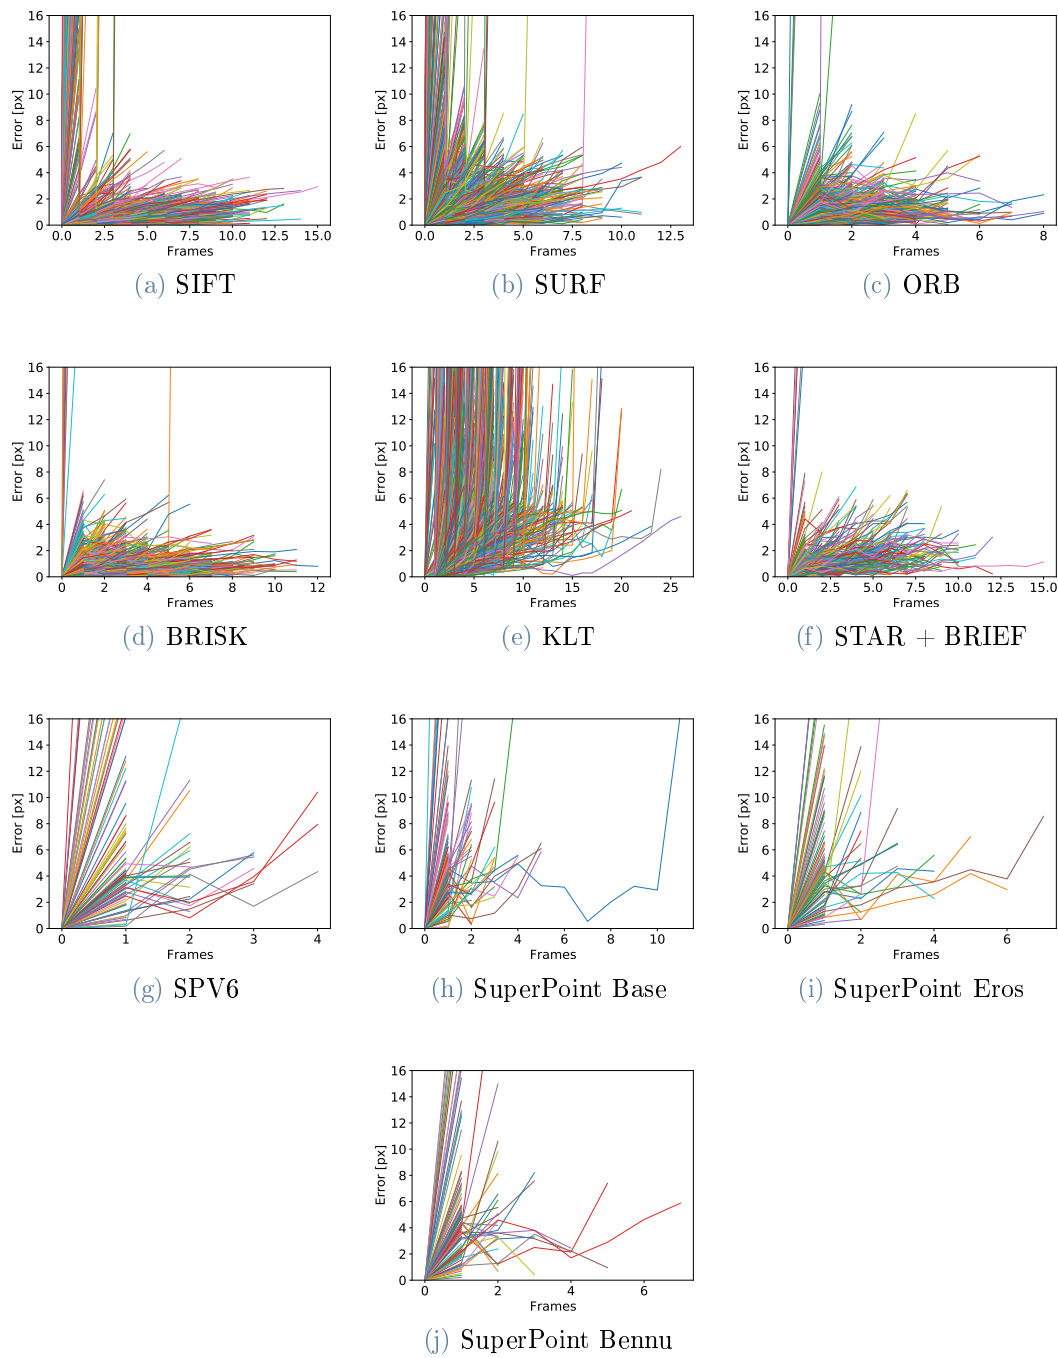 16
14
12
10
8
6
4
2
0
Error [px]
0.0 2.5 5.0 7.5 10.0 12.5 15.0
Frames
(a) SIFT
16
14
12
10
8
6
4
2
0
Error [px]
0.0 2.5 5.0 7.5 10.0 12.5
Frames
(b) SURF
16
14
12
10
8
6
4
2
0
Error [px]
0 2 4 6 8
Frames
(c) ORB
16
14
12
10
8
6
4
2
0
Error [px]
0 2 4 6 8 10 12
Frames
(d) BRISK
16
14
12
10
8
6
4
2
0
Error [px]
0 5 10 15 20 25
Frames
(e) KLT
16
14
12
10
8
6
4
2
0
Error [px]
0.0 2.5 5.0 7.5 10.0 12.5 15.0
Frames
(f) STAR + BRIEF
16
14
12
10
8
6
4
2
0
Error [px]
0 1 2 3 4
Frames
(g) SPV6
16
14
12
10
8
6
4
2
0
Error [px]
0 2 4 6 8 10
Frames
(h) SuperPoint Base
16
14
12
10
8
6
4
2
0
Error [px]
0 2 4 6
Frames
(i) SuperPoint Eros
16
14
12
10
8
6
4
2
0
Error [px]
0 2 4 6
Frames
(j) SuperPoint Bennu